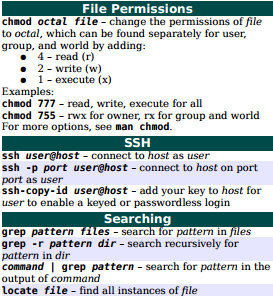 File Permissions
chmod octal file – change the permissions of file
to octal, which can be found separately for user,
group, and world by adding:
● 4 – read (r)
● 2 – write (w)
● 1 – execute (x)
Examples:
chmod 777 – read, write, execute for all
chmod 755 – rwx for owner, rx for group and world
For more options, see man chmod.
SSH
ssh user@host – connect to host as user
ssh -p port user@host – connect to host on port
port as user
ssh-copy-id user@host – add your key to host for
user to enable a keyed or passwordless login
Searching
grep pattern files – search for pattern in files
grep -r pattern dir – search recursively for
pattern in dir
command | grep pattern – search for pattern in the
output of command
locate file – find all instances of file